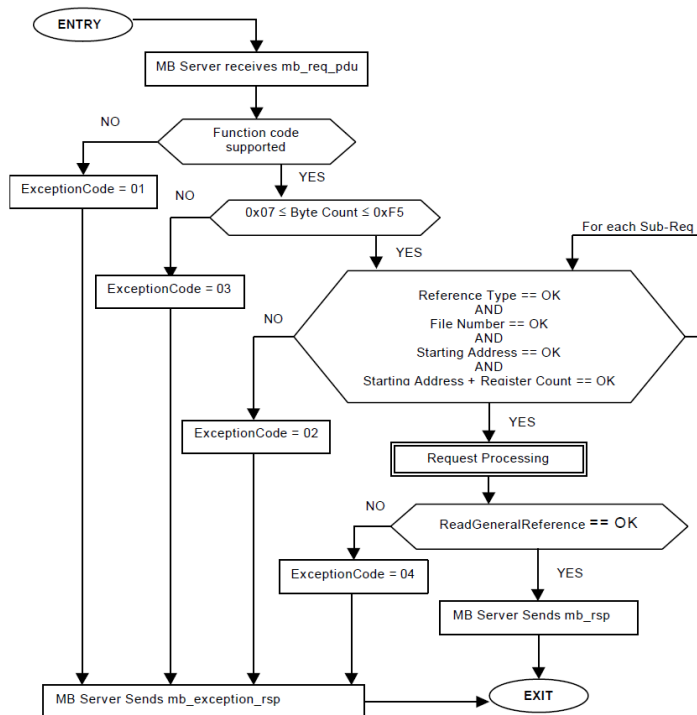 ENTRY
MB Server receives mb_req_pdu
NO
Function code
supported
YES
ExceptionCode = 01
NO
0x07 ≤ Byte Count ≤ 0xF5
YES
For each Sub-Req
ExceptionCode = 03
NO
Reference Type == OK
AND
File Number == OK
AND
Starting Address == OK
AND
Starting Address + Register Count == OK
YES
ExceptionCode = 02
Request Processing
NO
ReadGeneralReference == OK
YES
ExceptionCode = 04
MB Server Sends mb_rsp
MB Server Sends mb_exception_rsp
EXIT